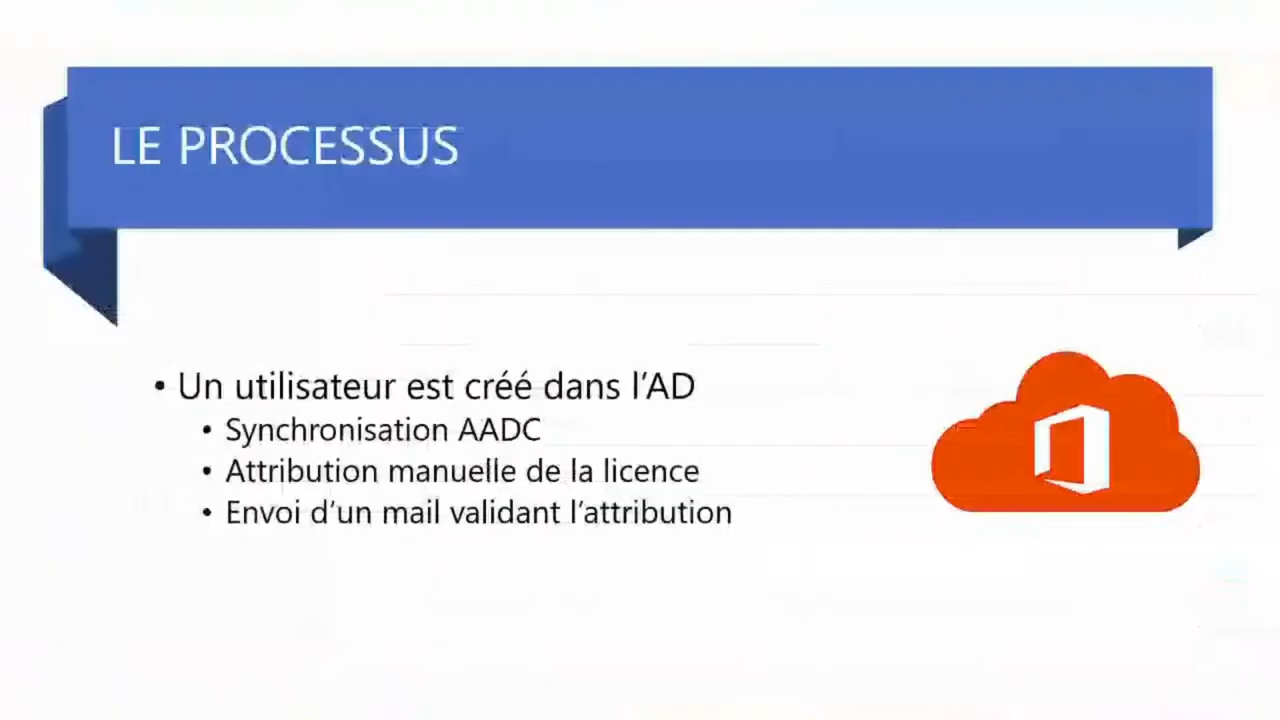 LE PROCESSUS
• Un utilisateur est créé dans l'AD
• Synchronisation AADC
• Attribution manuelle de la licence
• Envoi d'un mail validant l'attribution